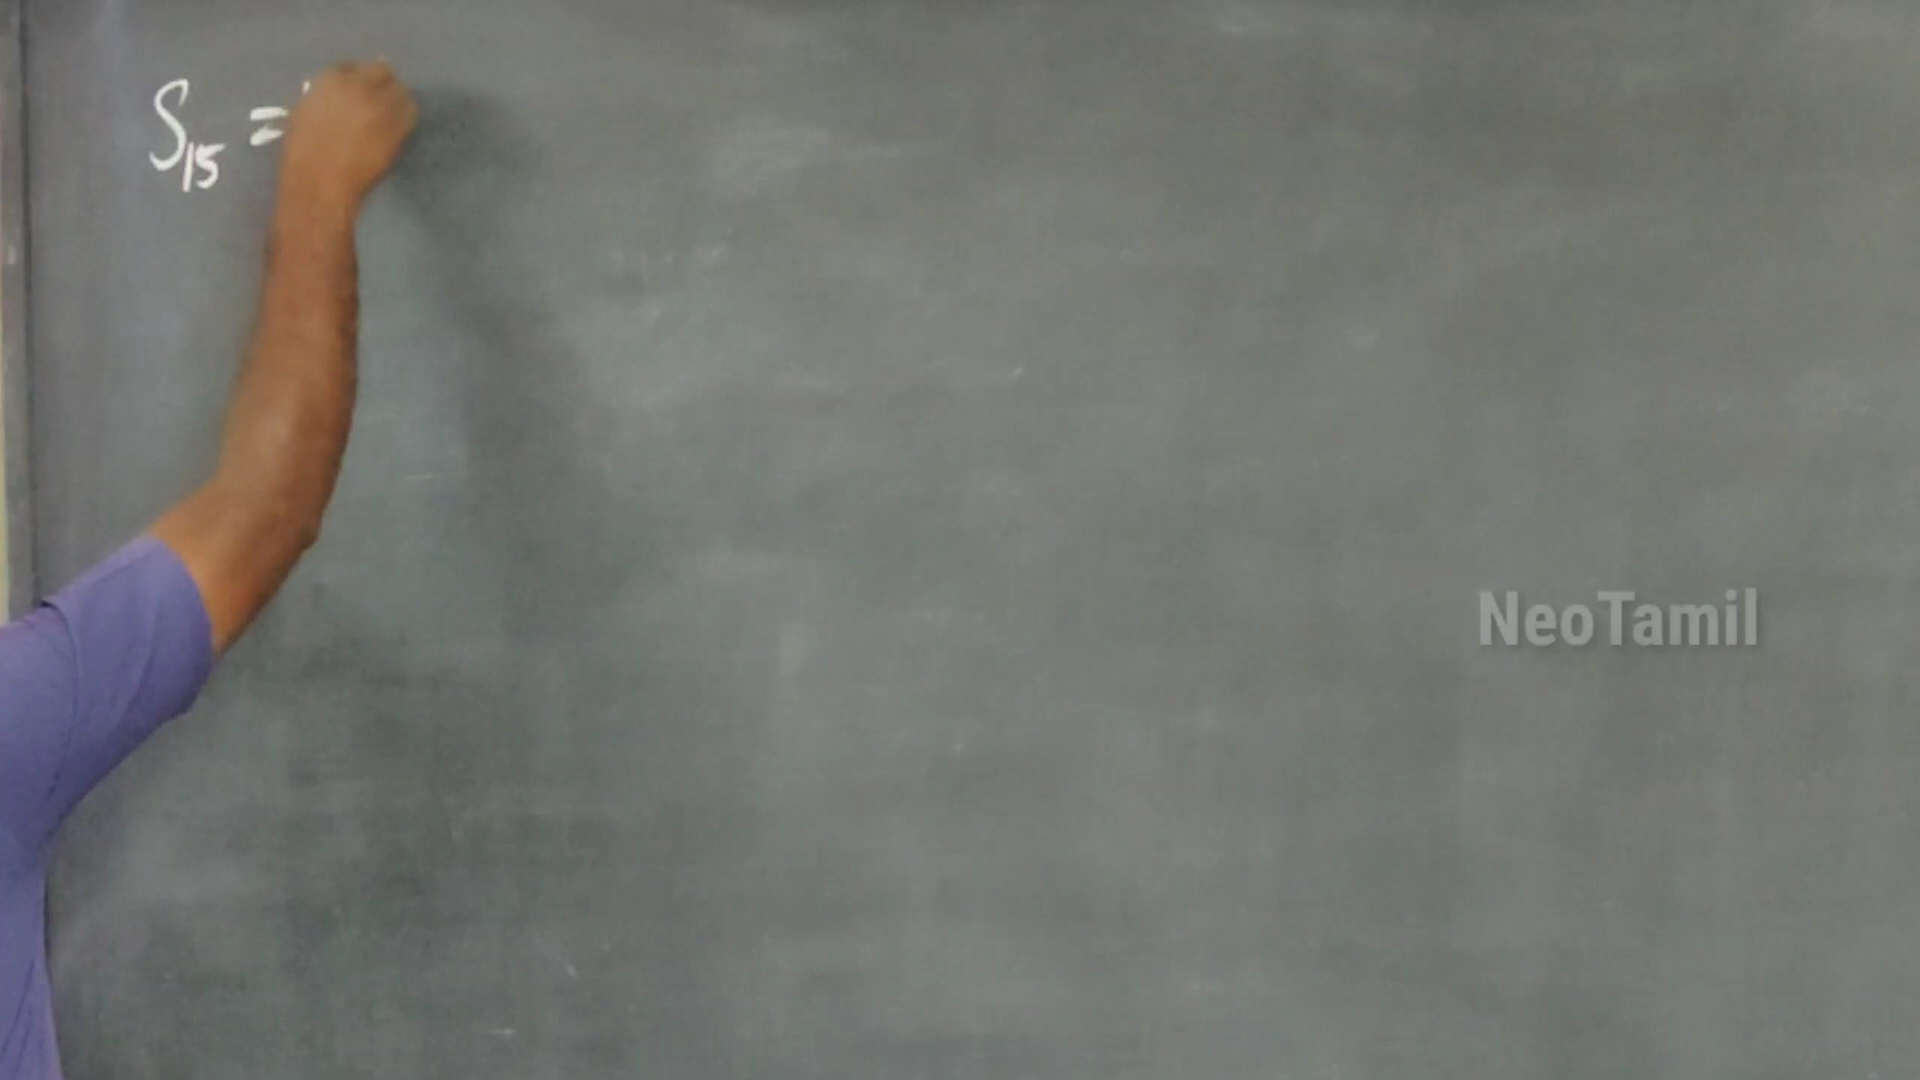 S₁₅ =
NeoTamil